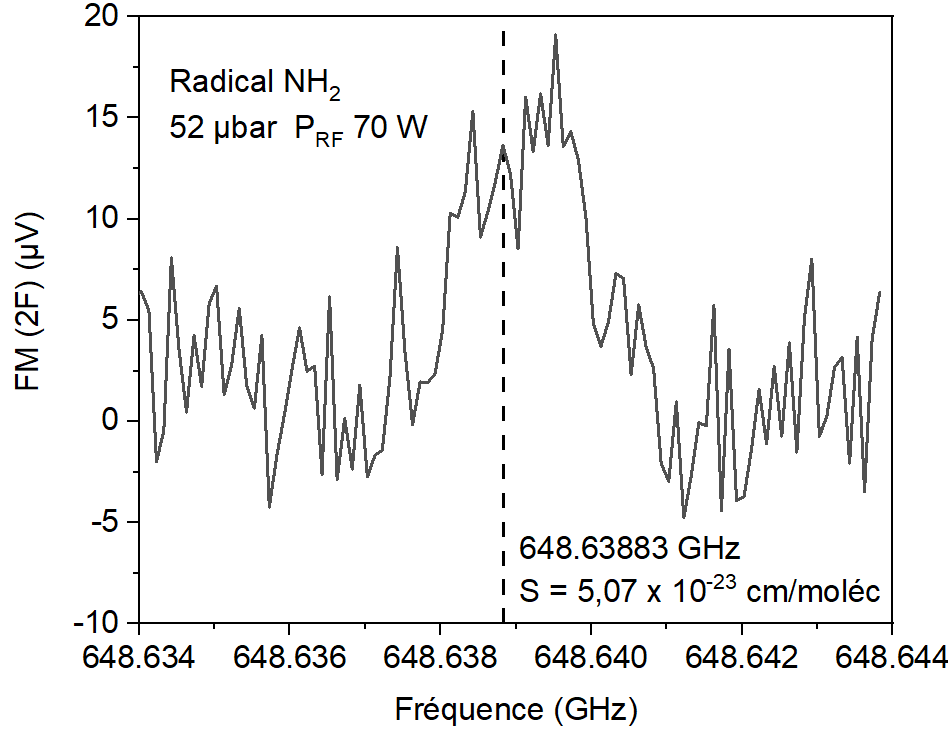 20
15
10
5
0
-5
-10
FM (2F) (µV)
Radical NH₂
52 µbar P_RF 70 W
648.63883 GHz
S = 5,07 x 10⁻²³ cm/moléc
648.634 648.636 648.638 648.640 648.642 648.644
Fréquence (GHz)